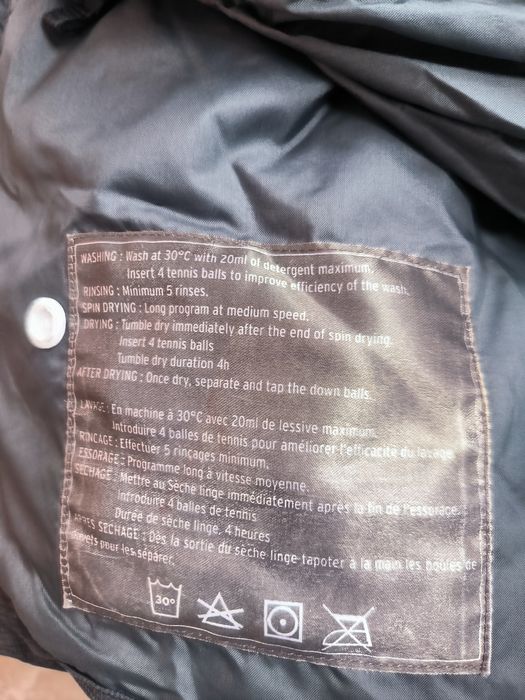 WASHING : Wash at 30°C with 20ml of detergent maximum.
Insert 4 tennis balls to improve efficiency of the wash.
RINSING : Minimum 5 rinses.
SPIN DRYING : Long program at medium speed.
DRYING : Tumble dry immediately after the end of spin drying.
Insert 4 tennis balls
Tumble dry duration 4h
AFTER DRYING : Once dry, separate and tap the down balls.
LAVAGE : En machine à 30°C avec 20ml de lessive maximum.
Introduire 4 balles de tennis pour améliorer l'efficacité du lavage
RINCAGE : Effectuer 5 rinçages minimum.
ESSORAGE : Programme long à vitesse moyenne.
SECHAGE : Mettre au Sèche linge immédiatement après la fin de l'essorage.
Introduire 4 balles de tennis
Durée de sèche linge, 4 heures
APRES SECHAGE : Dès la sortie du sèche linge tapoter à la main les boules de
duvets pour les séparer.
30°